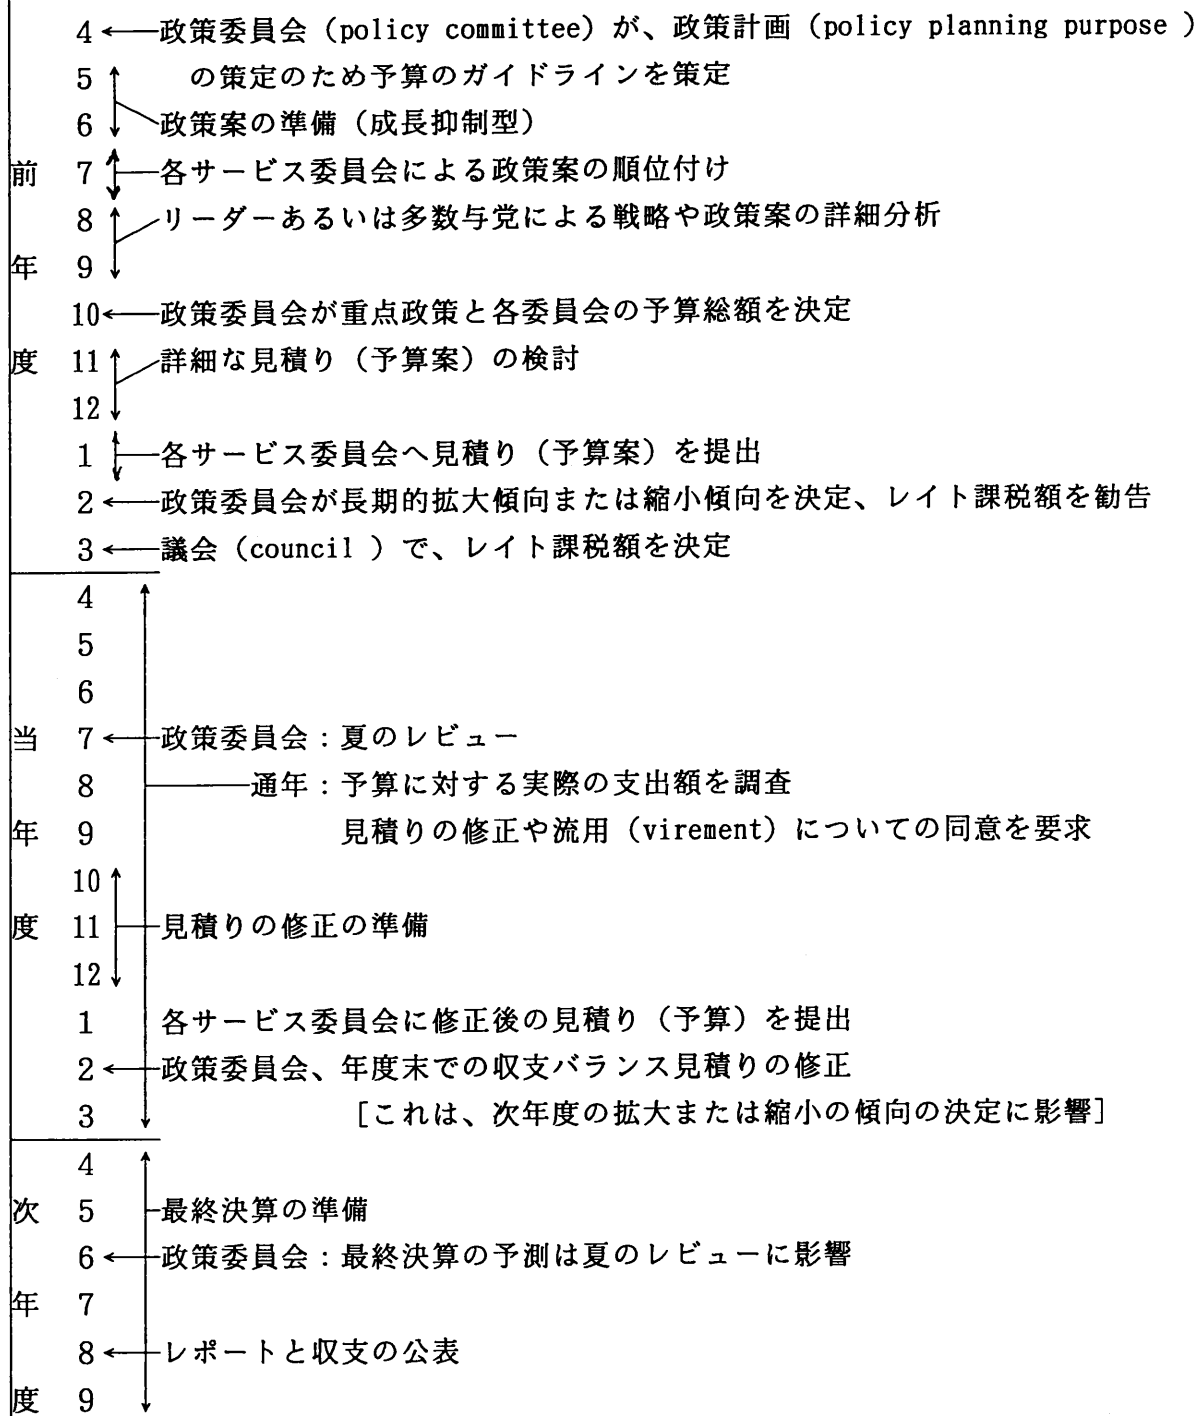 4 政策委員会（policy committee）が、政策計画（policy planning purpose ）
5 の策定のため予算のガイドラインを策定
6 政策案の準備（成長抑制型）
前 7 各サービス委員会による政策案の順位付け
8 リーダーあるいは多数与党による戦略や政策案の詳細分析
年 9
10 政策委員会が重点政策と各委員会の予算総額を決定
度 11 詳細な見積り（予算案）の検討
12
1 各サービス委員会へ見積り（予算案）を提出
2 政策委員会が長期的拡大傾向または縮小傾向を決定、レイト課税額を勧告
3 議会（council ）で、レイト課税額を決定
4
5
6
当 7 政策委員会：夏のレビュー
8 通年：予算に対する実際の支出額を調査
年 9 見積りの修正や流用（virement）についての同意を要求
10
度 11 見積りの修正の準備
12
1 各サービス委員会に修正後の見積り（予算）を提出
2 政策委員会、年度末での収支バランス見積りの修正
3 ［これは、次年度の拡大または縮小の傾向の決定に影響］
4
次 5 最終決算の準備
6 政策委員会：最終決算の予測は夏のレビューに影響
年 7
8 レポートと収支の公表
度 9